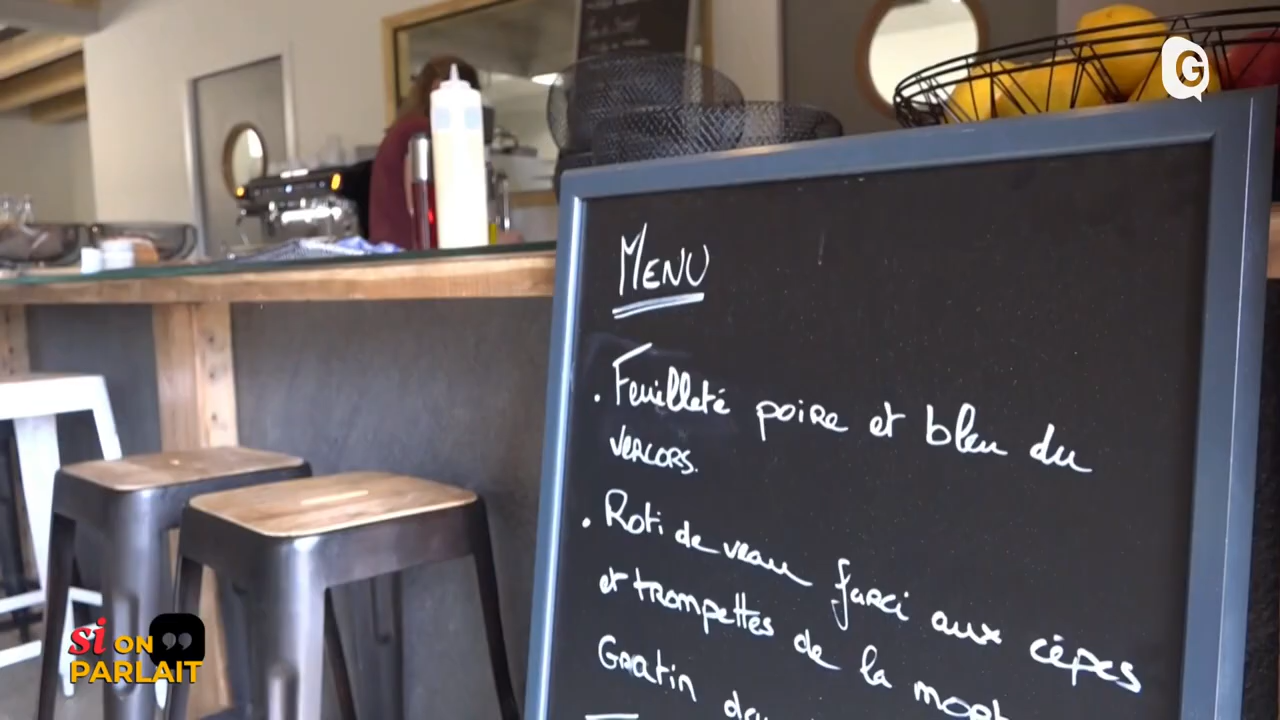 G
MENU
. Feuilleté poire et bleu du
VERCORS.
. Roti de veau farci aux cèpes
et trompettes de la mort
Gratin
si ON
PARLAIT